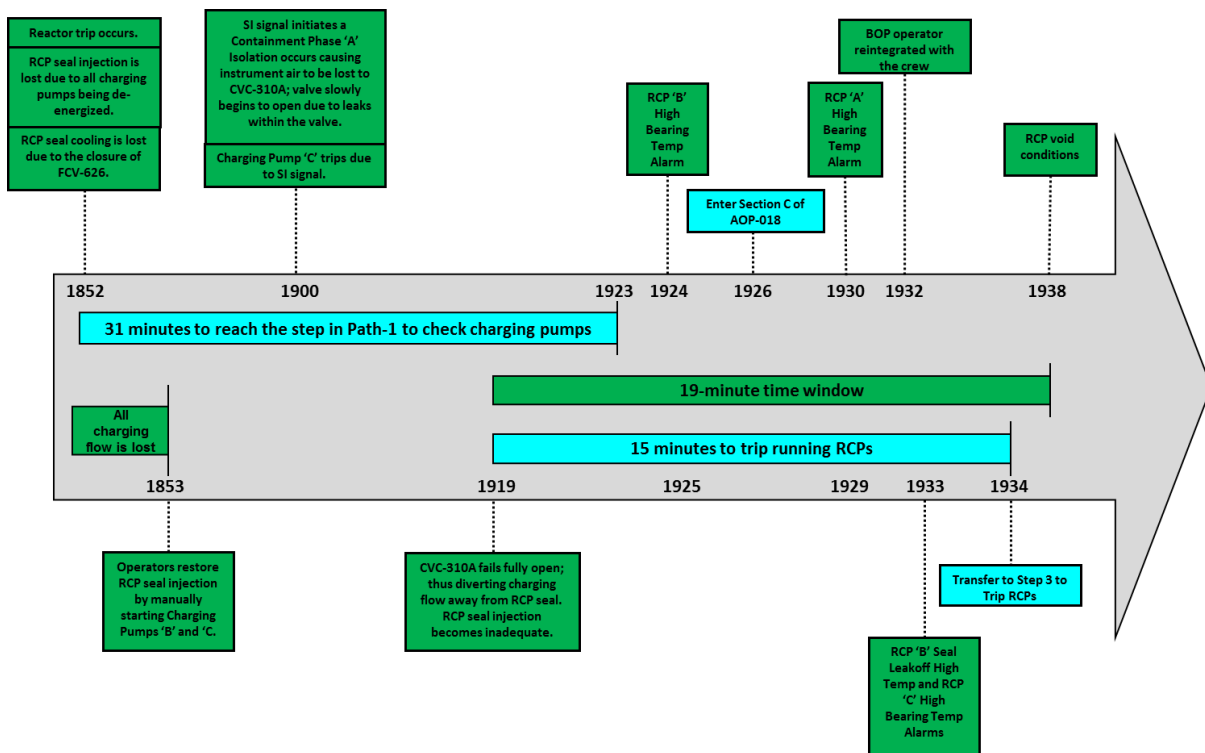 Reactor trip occurs.
RCP seal injection is
lost due to all charging
pumps being de-
energized.
RCP seal cooling is lost
due to the closure of
FCV-626.
SI signal initiates a
Containment Phase ‘A’
Isolation occurs causing
instrument air to be lost to
CVC-310A; valve slowly
begins to open due to leaks
within the valve.
Charging Pump ‘C’ trips due
to SI signal.
RCP ‘B’
High
Bearing
Temp
Alarm
Enter Section C of
AOP-018
RCP ‘A’
High
Bearing
Temp
Alarm
BOP operator
reintegrated with
the crew
RCP void
conditions
1852
1900
1923
1924
1926
1930
1932
1938
31 minutes to reach the step in Path-1 to check charging pumps
19-minute time window
All
charging
flow is lost
15 minutes to trip running RCPs
1853
1919
1925
1929
1933
1934
Operators restore
RCP seal injection
by manually
starting Charging
Pumps ‘B’ and ‘C.
CVC-310A fails fully open;
thus diverting charging
flow away from RCP seal.
RCP seal injection
becomes inadequate.
RCP ‘B’ Seal
Leakoff High
Temp and RCP
‘C’ High
Bearing Temp
Alarms
Transfer to Step 3 to
Trip RCPs